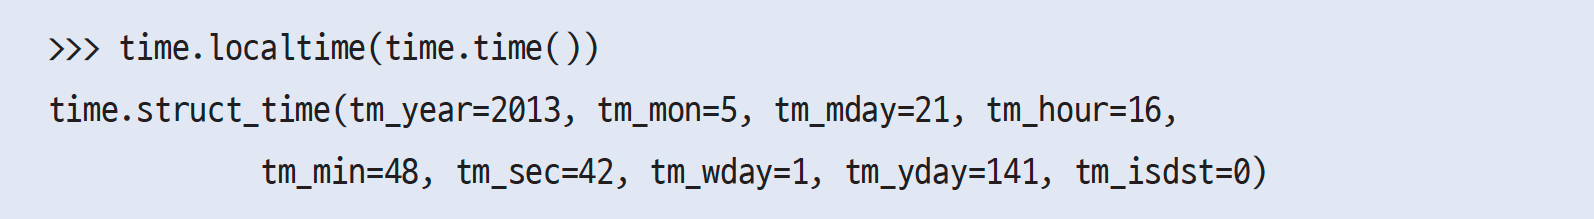 >>> time.localtime(time.time())
time.struct_time(tm_year=2013, tm_mon=5, tm_mday=21, tm_hour=16,
tm_min=48, tm_sec=42, tm_wday=1, tm_yday=141, tm_isdst=0)